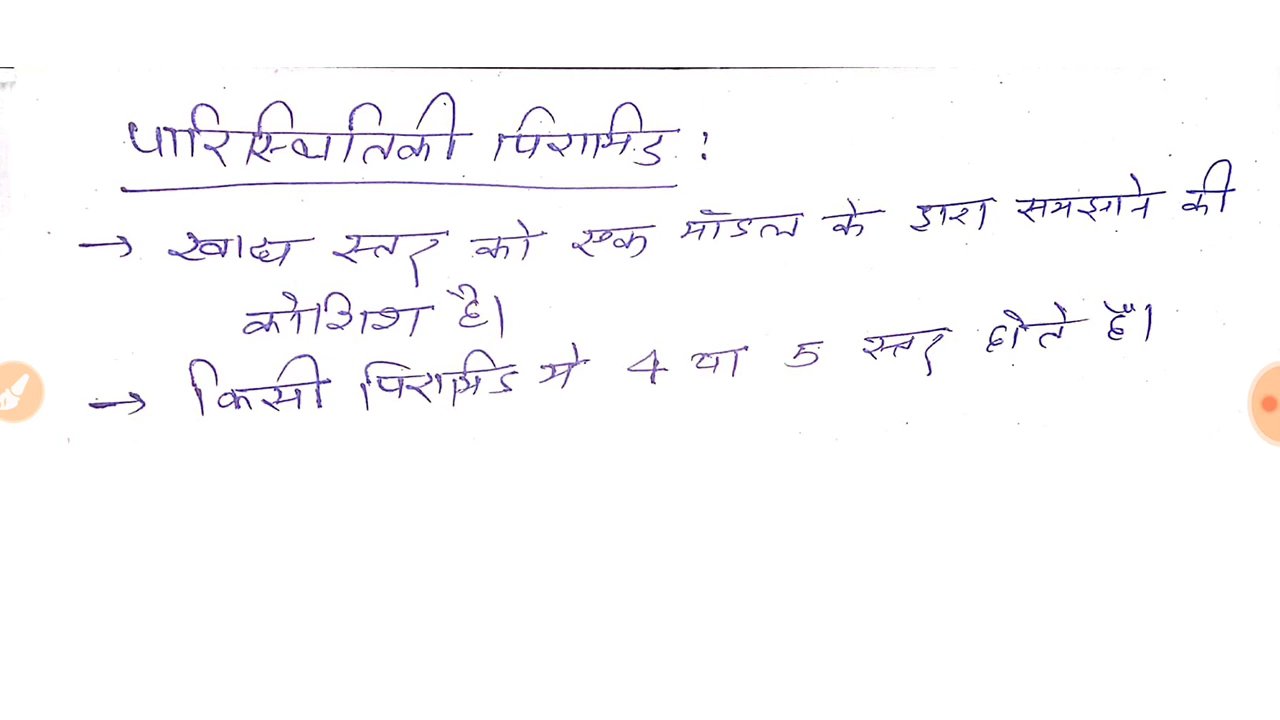 पारिस्थितिकी पिरामिड :
→ खाद्य स्तर को एक मॉडल के द्वारा समझाने की
कोशिश है।
→ किसी पिरामिड मे 4 या 5 स्तर होते हैं।